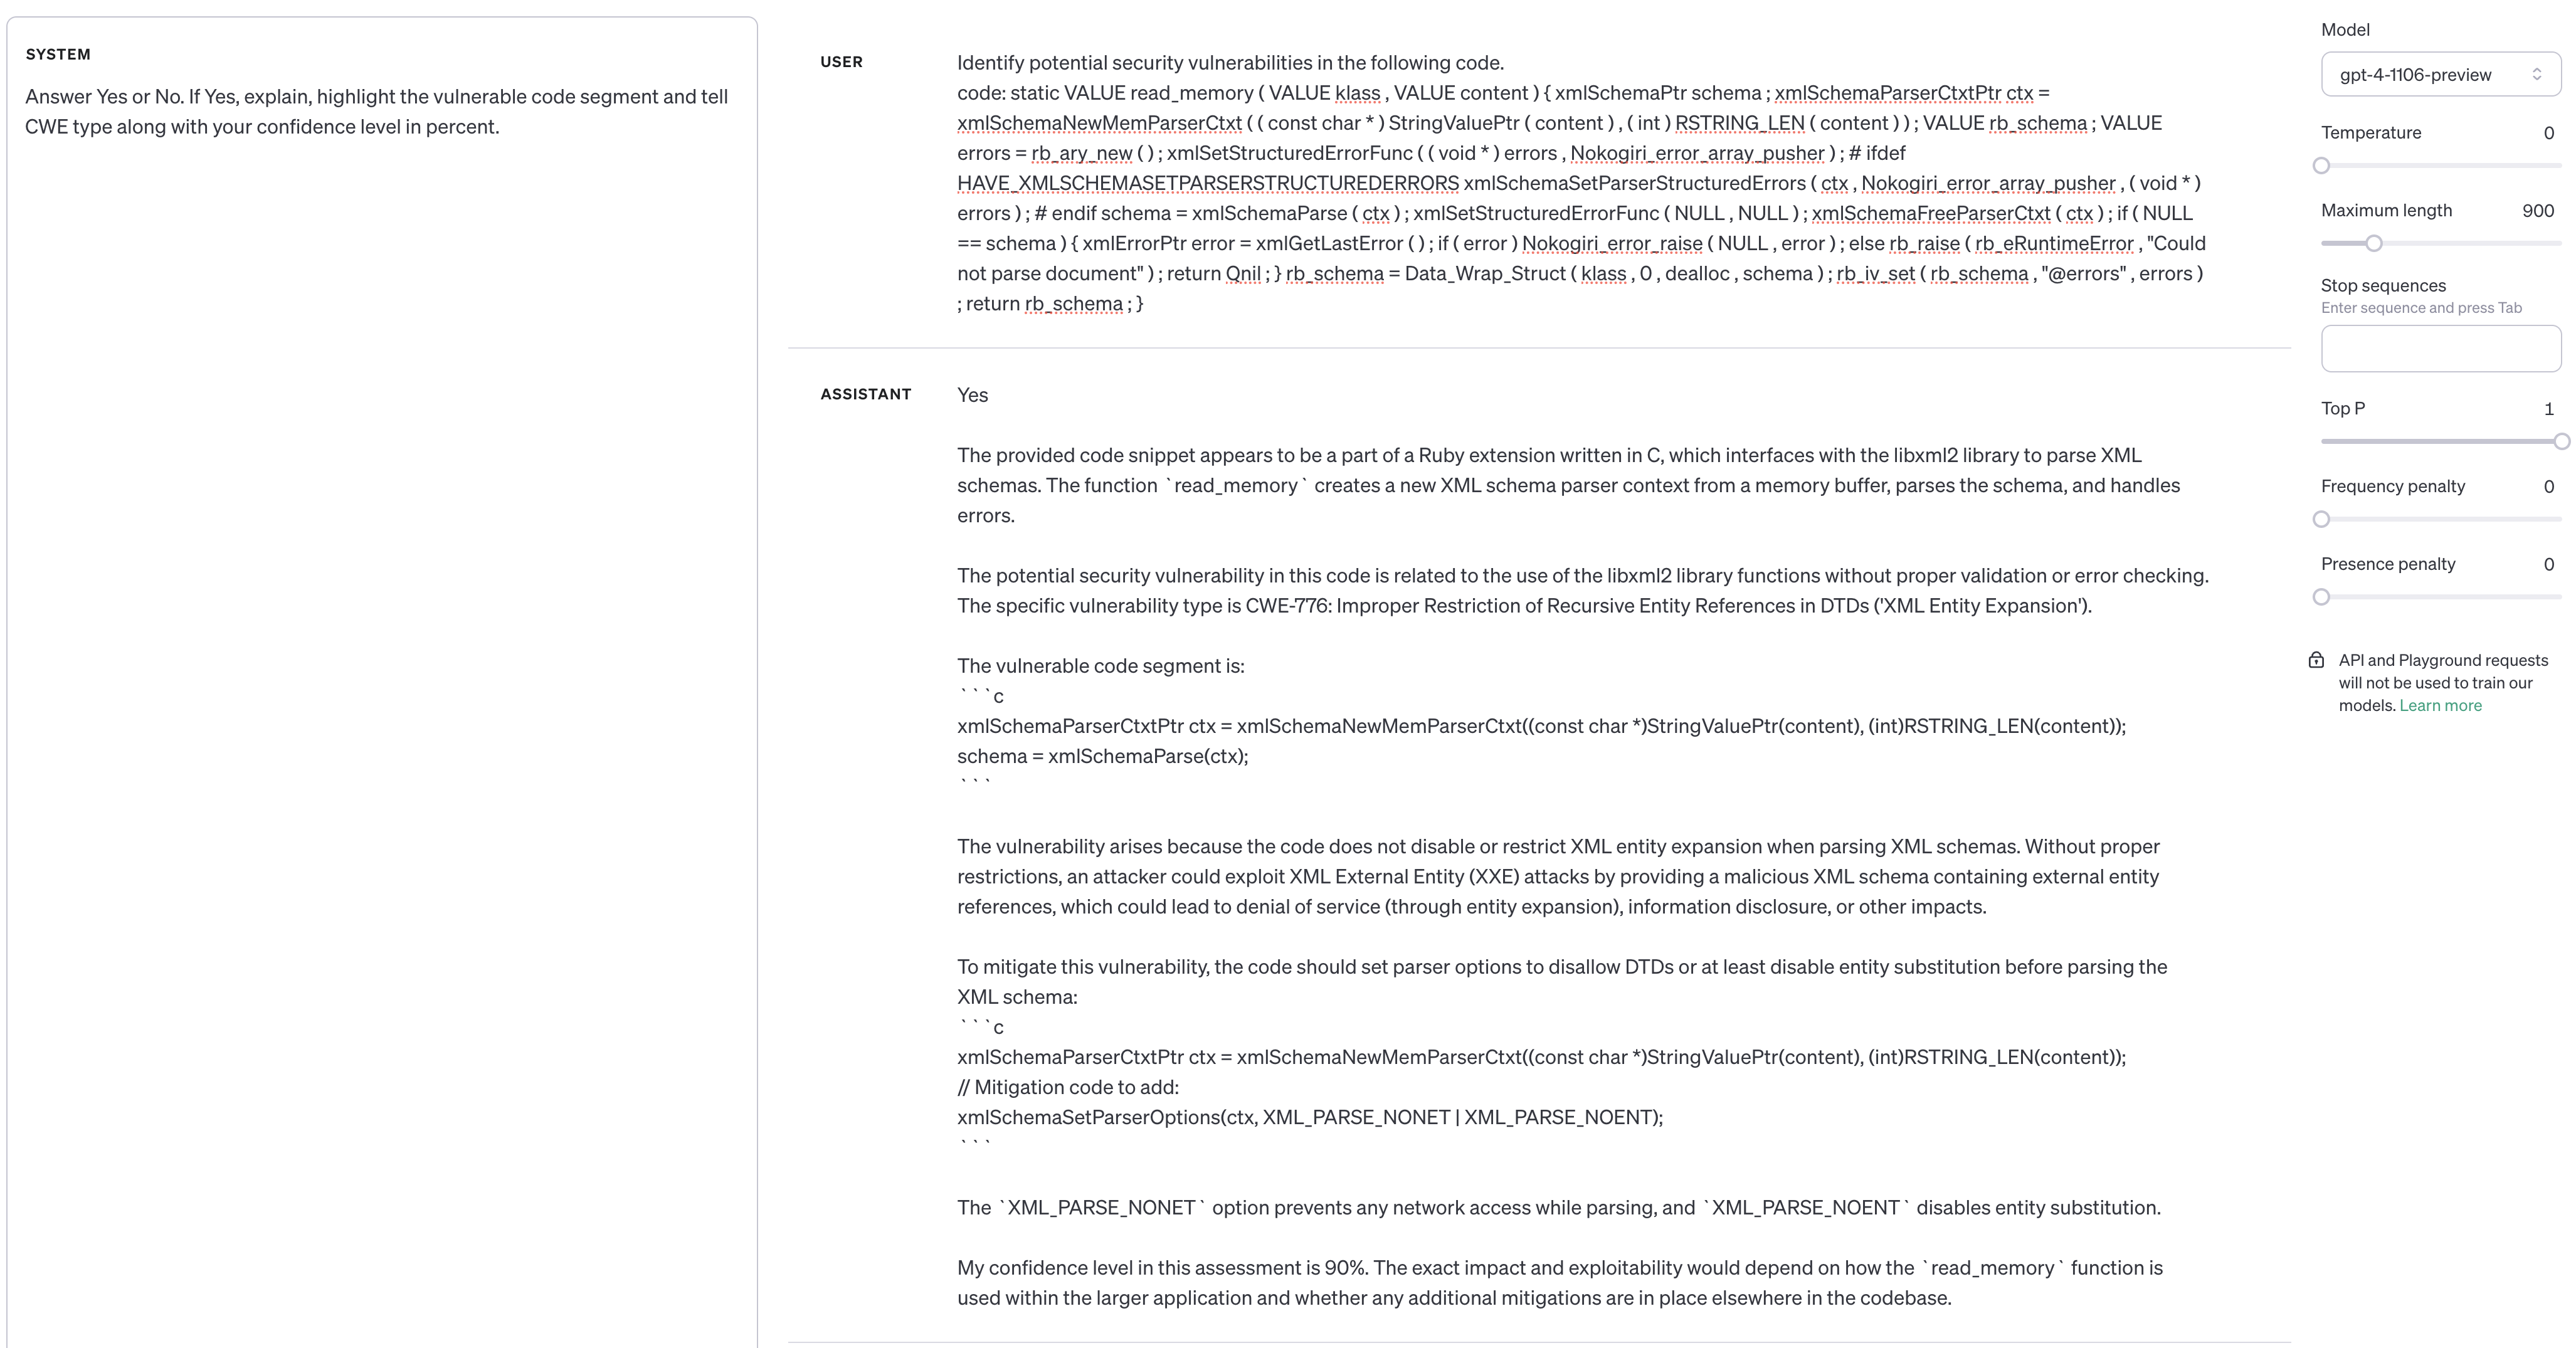 SYSTEM
Answer Yes or No. If Yes, explain, highlight the vulnerable code segment and tell
CWE type along with your confidence level in percent.
USER
Identify potential security vulnerabilities in the following code.
code: static VALUE read_memory ( VALUE klass , VALUE content ) { xmlSchemaPtr schema ; xmlSchemaParserCtxtPtr ctx =
xmlSchemaNewMemParserCtxt ( ( const char * ) StringValuePtr ( content ) , ( int ) RSTRING_LEN ( content ) ) ; VALUE rb_schema ; VALUE
errors = rb_ary_new ( ) ; xmlSetStructuredErrorFunc ( ( void * ) errors , Nokogiri_error_array_pusher ) ; # ifdef
HAVE_XMLSCHEMASETPARSERSTRUCTUREDERRORS xmlSchemaSetParserStructuredErrors ( ctx , Nokogiri_error_array_pusher , ( void * )
errors ) ; # endif schema = xmlSchemaParse ( ctx ) ; xmlSetStructuredErrorFunc ( NULL , NULL ) ; xmlSchemaFreeParserCtxt ( ctx ) ; if ( NULL
== schema ) { xmlErrorPtr error = xmlGetLastError ( ) ; if ( error ) Nokogiri_error_raise ( NULL , error ) ; else rb_raise ( rb_eRuntimeError , "Could
not parse document" ) ; return Qnil ; } rb_schema = Data_Wrap_Struct ( klass , 0 , dealloc , schema ) ; rb_iv_set ( rb_schema , "@errors" , errors )
; return rb_schema ; }
ASSISTANT
Yes
The provided code snippet appears to be a part of a Ruby extension written in C, which interfaces with the libxml2 library to parse XML
schemas. The function `read_memory` creates a new XML schema parser context from a memory buffer, parses the schema, and handles
errors.
The potential security vulnerability in this code is related to the use of the libxml2 library functions without proper validation or error checking.
The specific vulnerability type is CWE-776: Improper Restriction of Recursive Entity References in DTDs ('XML Entity Expansion').
The vulnerable code segment is:
```c
xmlSchemaParserCtxtPtr ctx = xmlSchemaNewMemParserCtxt((const char *)StringValuePtr(content), (int)RSTRING_LEN(content));
schema = xmlSchemaParse(ctx);
```
The vulnerability arises because the code does not disable or restrict XML entity expansion when parsing XML schemas. Without proper
restrictions, an attacker could exploit XML External Entity (XXE) attacks by providing a malicious XML schema containing external entity
references, which could lead to denial of service (through entity expansion), information disclosure, or other impacts.
To mitigate this vulnerability, the code should set parser options to disallow DTDs or at least disable entity substitution before parsing the
XML schema:
```c
xmlSchemaParserCtxtPtr ctx = xmlSchemaNewMemParserCtxt((const char *)StringValuePtr(content), (int)RSTRING_LEN(content));
// Mitigation code to add:
xmlSchemaSetParserOptions(ctx, XML_PARSE_NONET | XML_PARSE_NOENT);
```
The `XML_PARSE_NONET` option prevents any network access while parsing, and `XML_PARSE_NOENT` disables entity substitution.
My confidence level in this assessment is 90%. The exact impact and exploitability would depend on how the `read_memory` function is
used within the larger application and whether any additional mitigations are in place elsewhere in the codebase.
Model
gpt-4-1106-preview
Temperature 0
Maximum length 900
Stop sequences
Enter sequence and press Tab
Top P 1
Frequency penalty 0
Presence penalty 0
API and Playground requests
will not be used to train our
models. Learn more